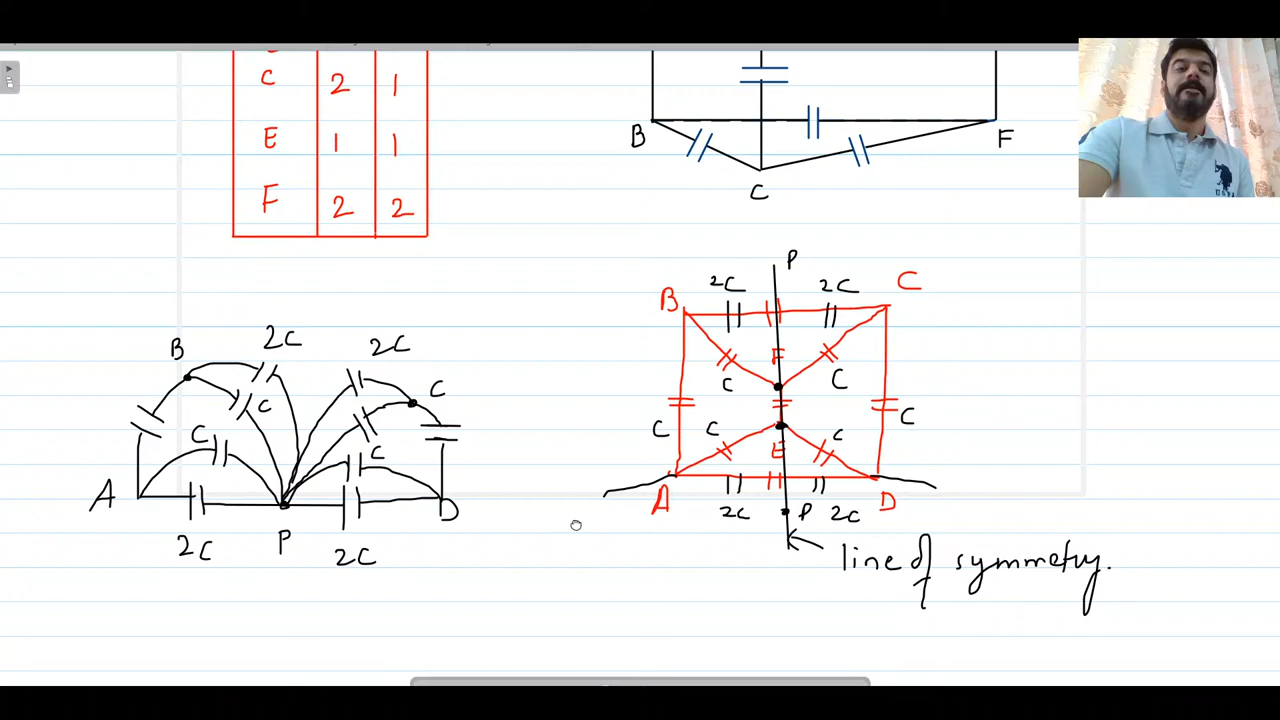 C 2 1
E 1 1
F 2 2
B
F
C
P
2C 2C
B C
F
C C
C C
C C
E
A D
2C P 2C
line of symmetry.
2C 2C
B C
C
C C
A D
2C P 2C